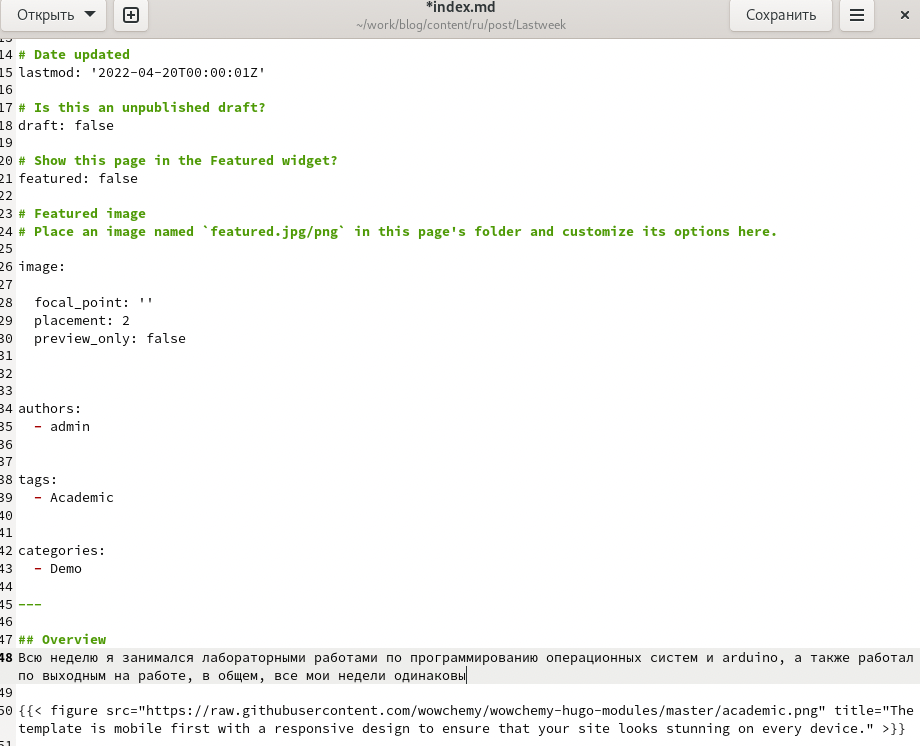 Открыть
*index.md
~/work/blog/content/ru/post/Lastweek
Сохранить
14 # Date updated
15 lastmod: '2022-04-20T00:00:01Z'
16
17 # Is this an unpublished draft?
18 draft: false
19
20 # Show this page in the Featured widget?
21 featured: false
22
23 # Featured image
24 # Place an image named `featured.jpg/png` in this page's folder and customize its options here.
25
26 image:
27
28   focal_point: ''
29   placement: 2
30   preview_only: false
31
32
33
34 authors:
35   - admin
36
37
38 tags:
39   - Academic
40
41
42 categories:
43   - Demo
44
45 ---
46
47 ## Overview
48 Всю неделю я занимался лабораторными работами по программированию операционных систем и arduino, а также работал
по выходным на работе, в общем, все мои недели одинаковы
49
50 {{< figure src="https://raw.githubusercontent.com/wowchemy/wowchemy-hugo-modules/master/academic.png" title="The
template is mobile first with a responsive design to ensure that your site looks stunning on every device." >}}